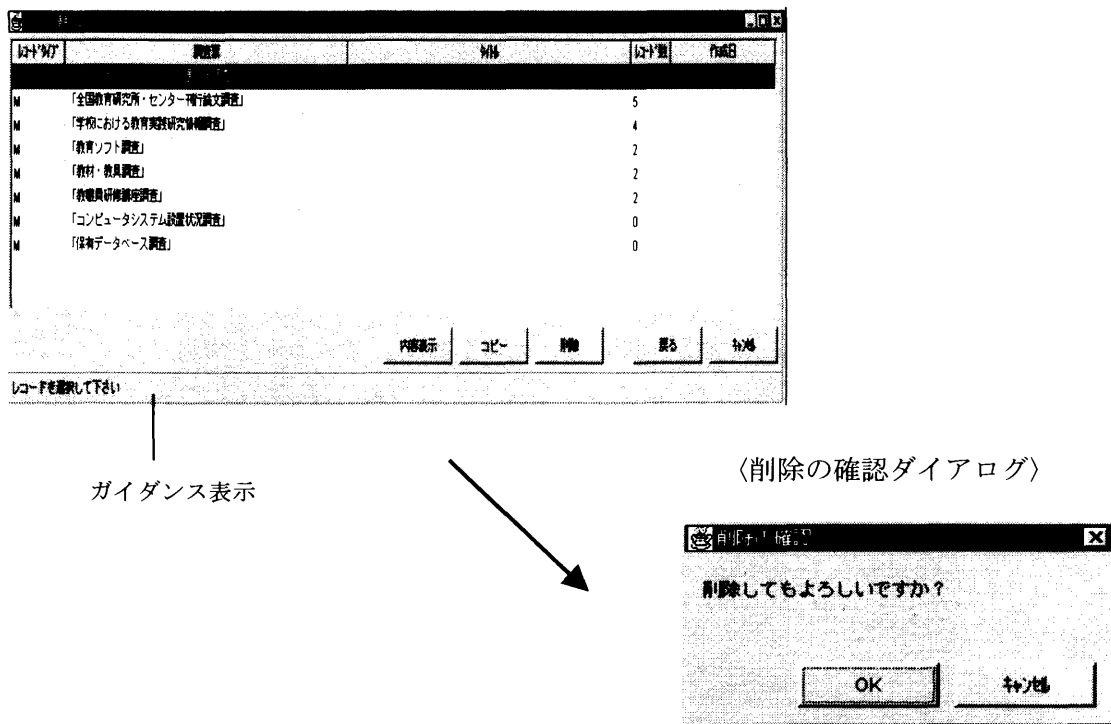 ﾚｺｰﾄﾞﾀｲﾌﾟ 調査票 ﾀｲﾄﾙ ﾚｺｰﾄﾞ数 作成日
M 「全国教育研究所・センター刊行論文調査」 5
M 「学校における教育実践研究情報調査」 4
M 「教育ソフト調査」 2
M 「教材・教具調査」 2
M 「教職員研修講座調査」 2
M 「コンピュータシステム設置状況調査」 0
M 「保有データベース調査」 0
内容表示 コピー 削除 戻る ｷｬﾝｾﾙ
レコードを選択して下さい
ガイダンス表示
〈削除の確認ダイアログ〉
削除してもよろしいですか？
OK キャンセル